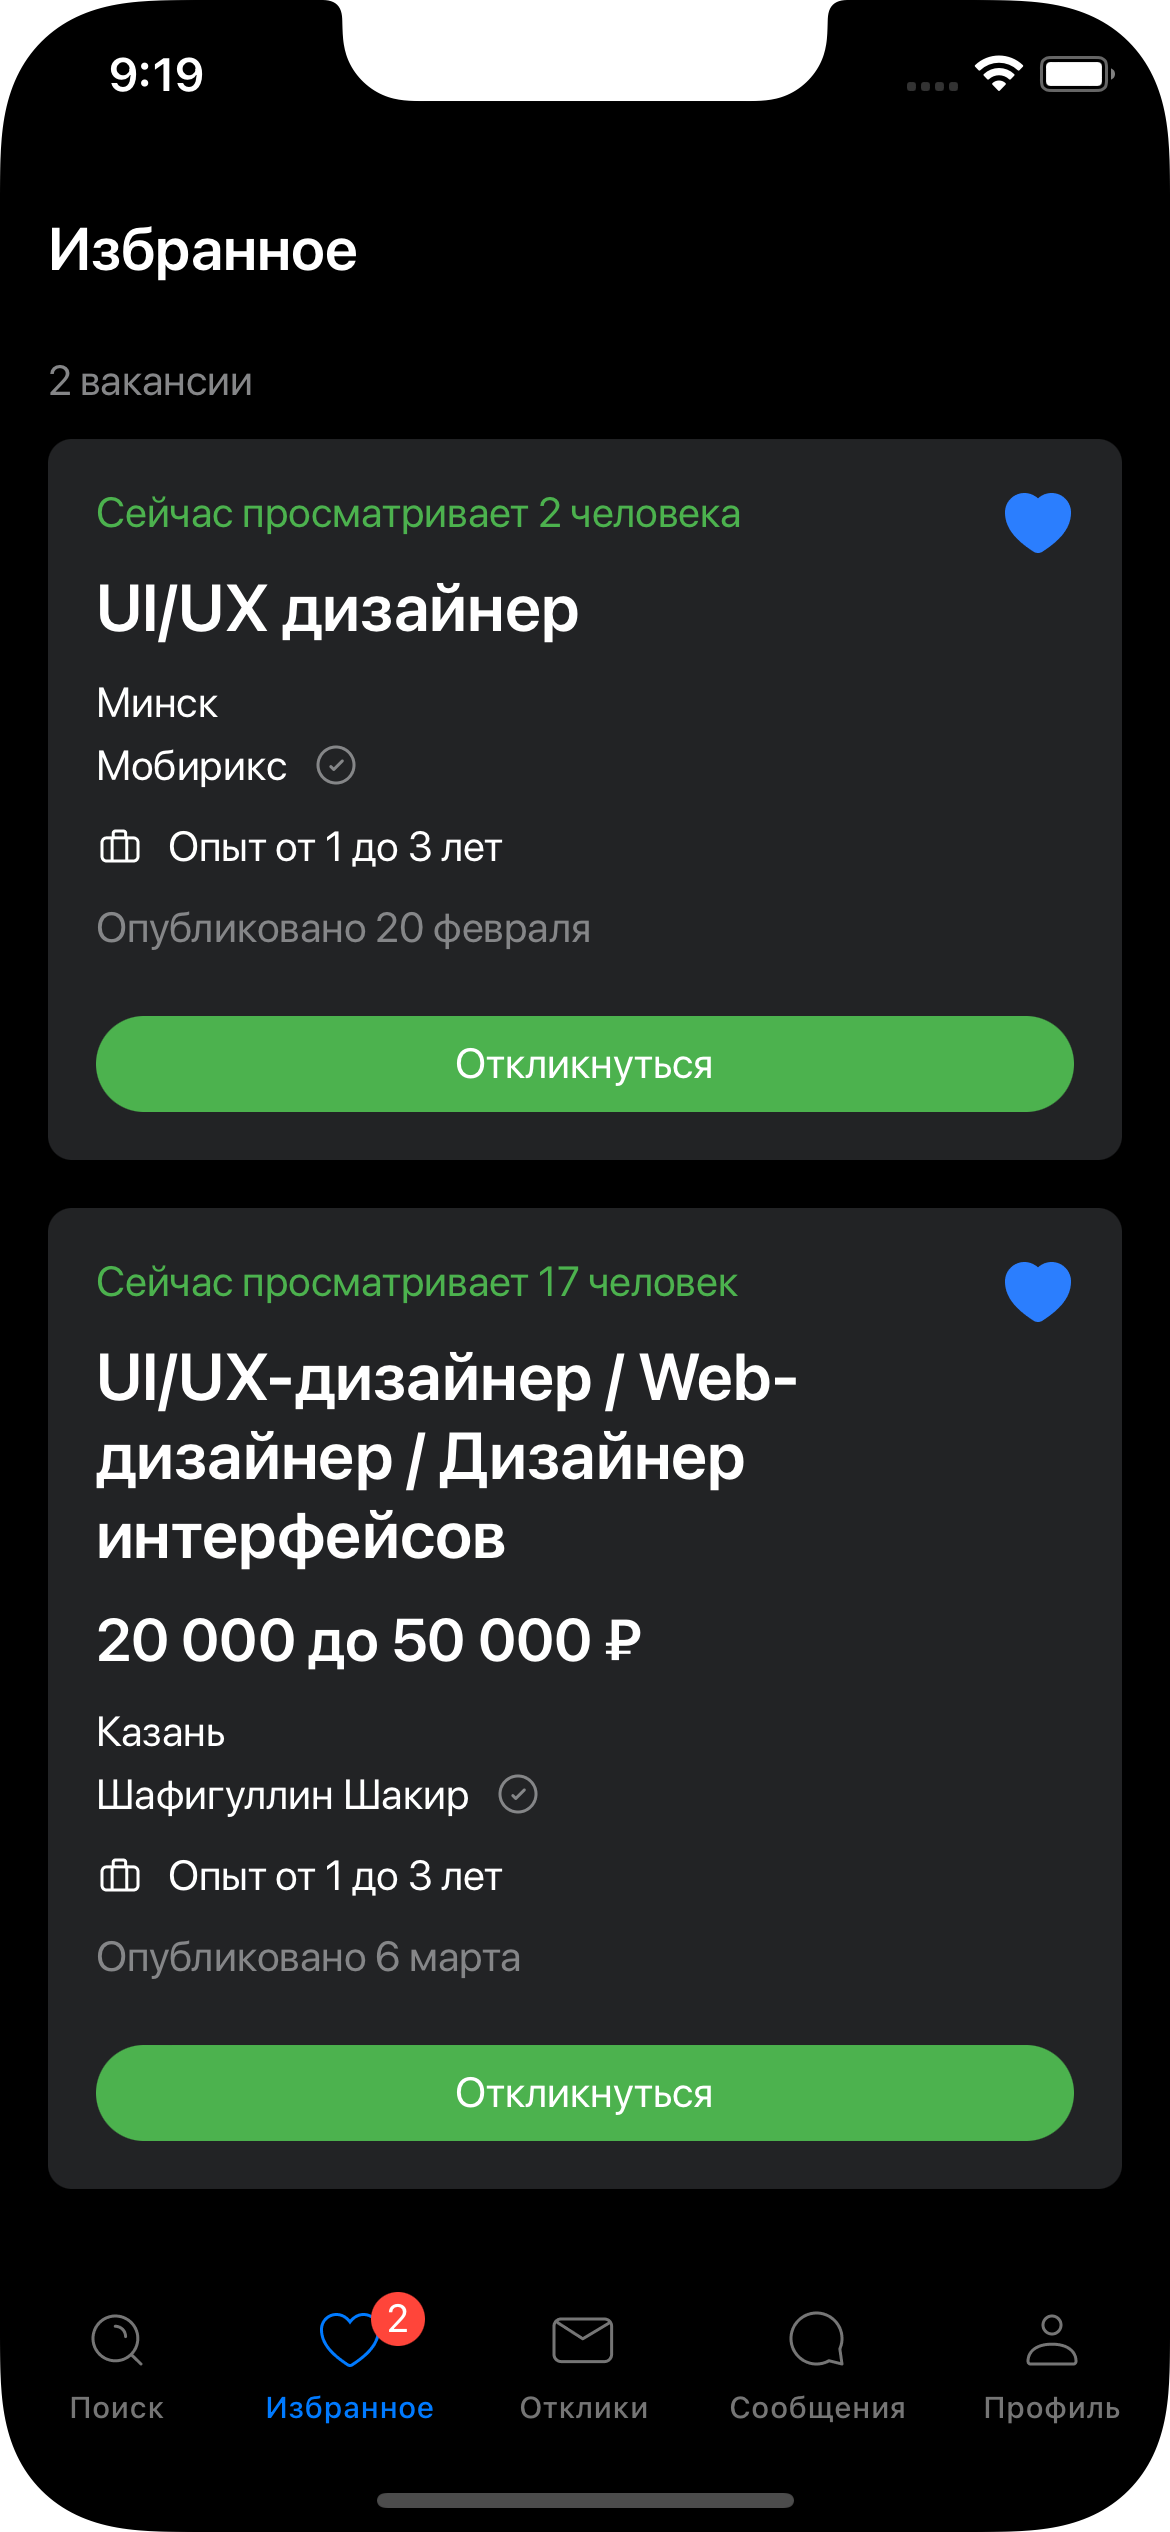 9:19
Избранное
2 вакансии
Сейчас просматривает 2 человека
UI/UX дизайнер
Минск
Мобирикс
Опыт от 1 до 3 лет
Опубликовано 20 февраля
Откликнуться
Сейчас просматривает 17 человек
UI/UX-дизайнер / Web-
дизайнер / Дизайнер
интерфейсов
20 000 до 50 000 ₽
Казань
Шафигуллин Шакир
Опыт от 1 до 3 лет
Опубликовано 6 марта
Откликнуться
2
Поиск
Избранное
Отклики
Сообщения
Профиль